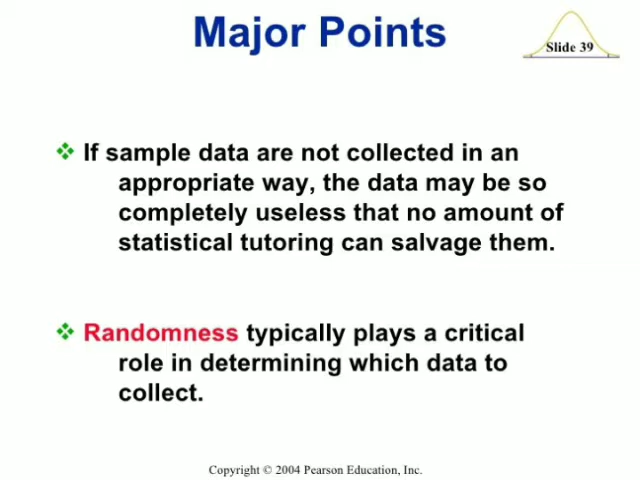 Major Points
Slide 39
If sample data are not collected in an
appropriate way, the data may be so
completely useless that no amount of
statistical tutoring can salvage them.
Randomness typically plays a critical
role in determining which data to
collect.
Copyright © 2004 Pearson Education, Inc.